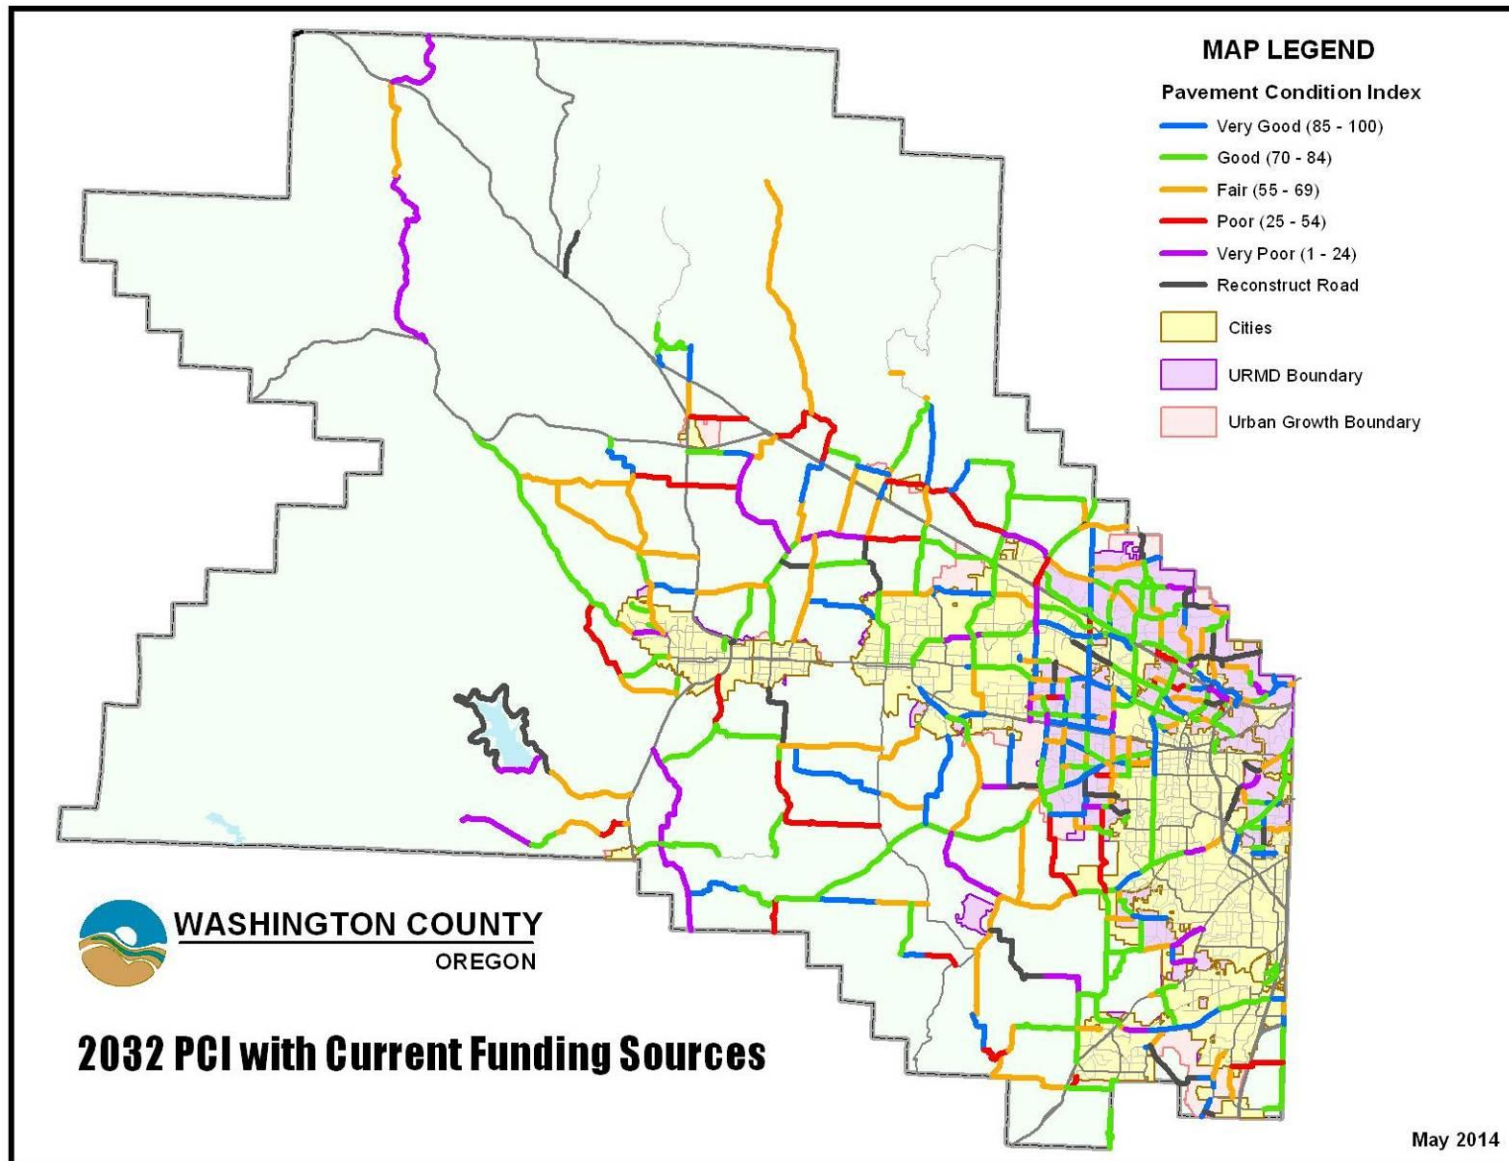 MAP LEGEND
Pavement Condition Index
Very Good (85 - 100)
Good (70 - 84)
Fair (55 - 69)
Poor (25 - 54)
Very Poor (1 - 24)
Reconstruct Road
Cities
URMD Boundary
Urban Growth Boundary
WASHINGTON COUNTY
OREGON
2032 PCI with Current Funding Sources
May 2014